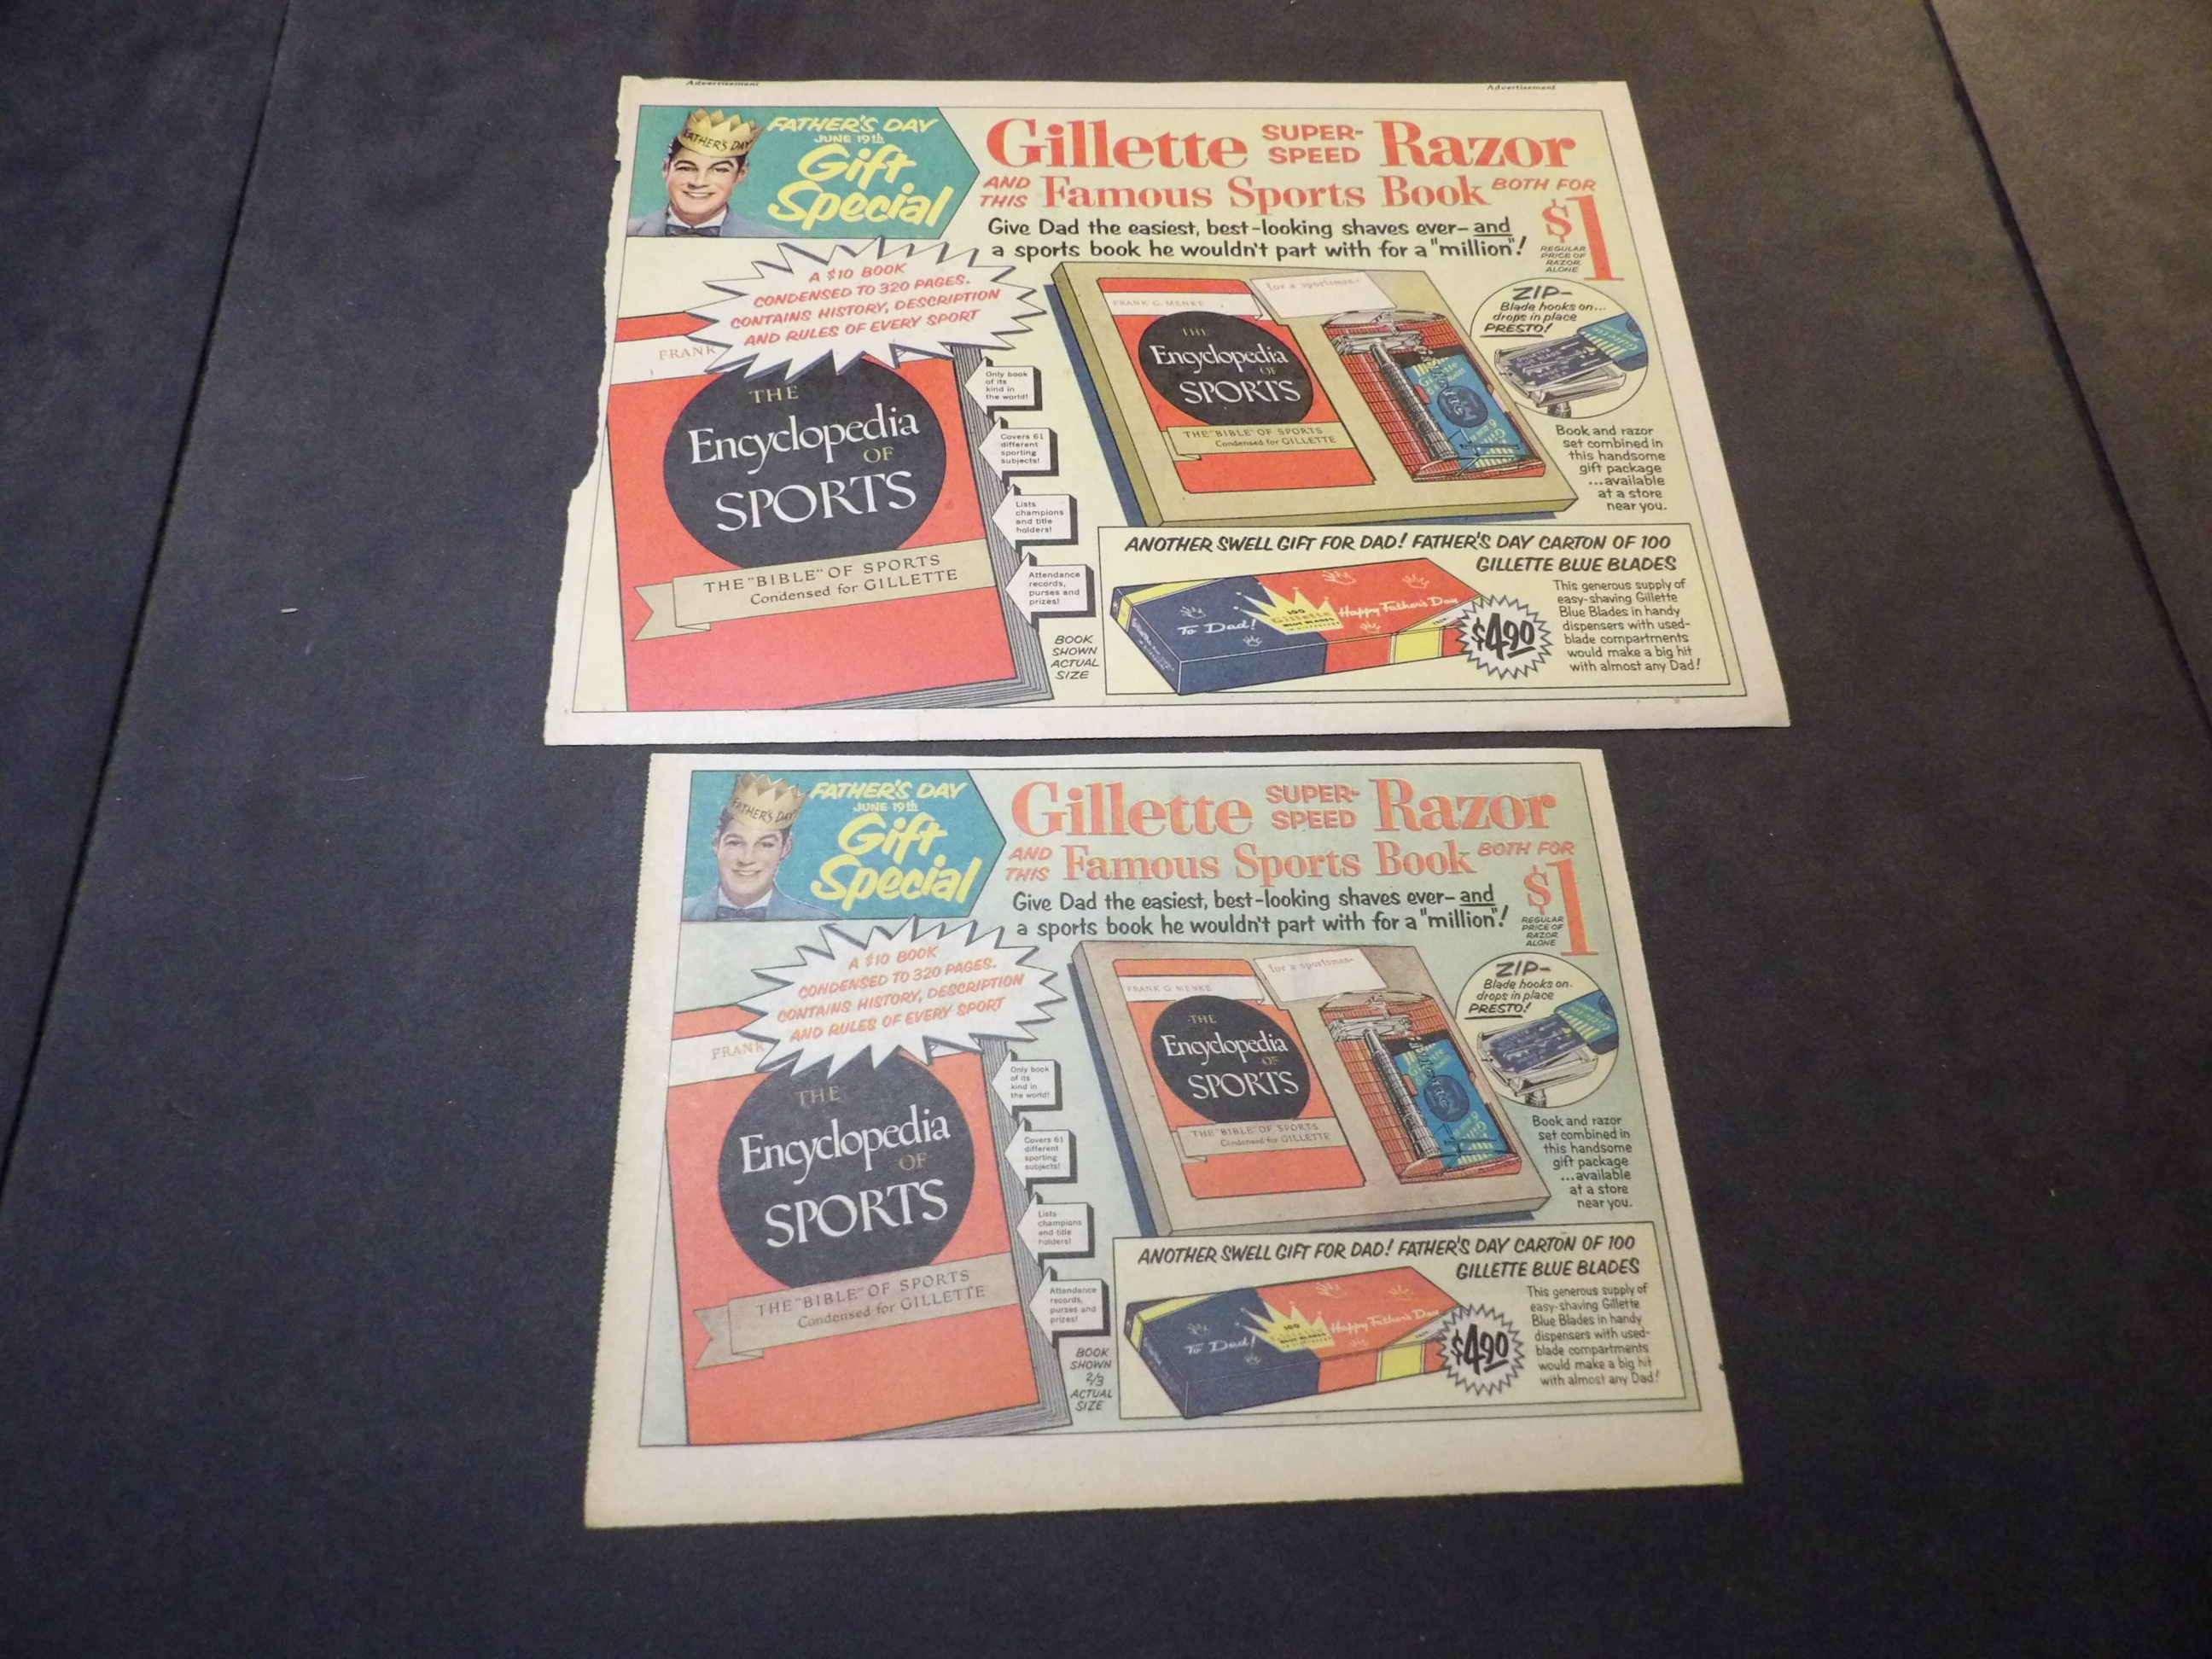 Advertisement
Advertisement
FATHER'S DAY
FATHER'S DAY
JUNE 19th
Gift
Special
Gillette SUPER-SPEED Razor
AND THIS Famous Sports Book BOTH FOR
$1
REGULAR
PRICE OF
RAZOR
ALONE
Give Dad the easiest, best-looking shaves ever- and
a sports book he wouldn't part with for a "million"!
A $10 BOOK
CONDENSED TO 320 PAGES.
CONTAINS HISTORY, DESCRIPTION
AND RULES OF EVERY SPORT
FRANK
THE
Encyclopedia
OF
SPORTS
THE "BIBLE" OF SPORTS
Condensed for GILLETTE
Only book
of its
kind in
the world!
Covers 61
different
sporting
subjects!
Lists
champions
and title
holders!
Attendance
records,
purses and
prizes!
BOOK
SHOWN
ACTUAL
SIZE
FRANK G. MENKE
for a sportsman-
THE
Encyclopedia
OF
SPORTS
THE "BIBLE" OF SPORTS
Condensed for GILLETTE
ZIP-
Blade hooks on...
drops in place
PRESTO!
Book and razor
set combined in
this handsome
gift package
...available
at a store
near you.
ANOTHER SWELL GIFT FOR DAD! FATHER'S DAY CARTON OF 100
GILLETTE BLUE BLADES
To Dad!
100
Gillette
BLUE BLADES
Happy Father's Day
$4.90
This generous supply of
easy-shaving Gillette
Blue Blades in handy
dispensers with used-
blade compartments
would make a big hit
with almost any Dad!
FATHER'S DAY
FATHER'S DAY
JUNE 19th
Gift
Special
Gillette SUPER-SPEED Razor
AND THIS Famous Sports Book BOTH FOR
$1
REGULAR
PRICE OF
RAZOR
ALONE
Give Dad the easiest, best-looking shaves ever- and
a sports book he wouldn't part with for a "million"!
A $10 BOOK
CONDENSED TO 320 PAGES.
CONTAINS HISTORY, DESCRIPTION
AND RULES OF EVERY SPORT
FRANK
THE
Encyclopedia
OF
SPORTS
THE "BIBLE" OF SPORTS
Condensed for GILLETTE
Only book
of its
kind in
the world!
Covers 61
different
sporting
subjects!
Lists
champions
and title
holders!
Attendance
records,
purses and
prizes!
BOOK
SHOWN
2/3
ACTUAL
SIZE
FRANK G. MENKE
for a sportsman-
THE
Encyclopedia
OF
SPORTS
THE "BIBLE" OF SPORTS
Condensed for GILLETTE
ZIP-
Blade hooks on.
drops in place
PRESTO!
Book and razor
set combined in
this handsome
gift package
...available
at a store
near you.
ANOTHER SWELL GIFT FOR DAD! FATHER'S DAY CARTON OF 100
GILLETTE BLUE BLADES
To Dad!
100
Happy Father's Day
$4.90
This generous supply of
easy-shaving Gillette
Blue Blades in handy
dispensers with used-
blade compartments
would make a big hit
with almost any Dad!